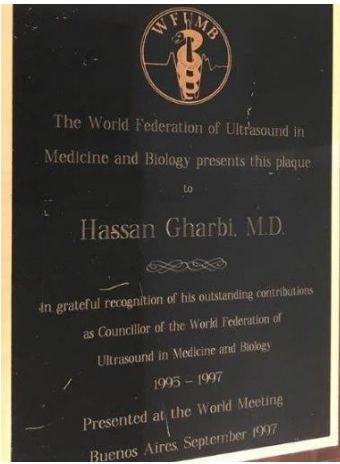 WFUMB
The World Federation of Ultrasound in
Medicine and Biology presents this plaque
to
Hassan Gharbi, M.D.
in grateful recognition of his outstanding contributions
as Councillor of the World Federation of
Ultrasound in Medicine and Biology
1995 – 1997
Presented at the World Meeting
Buenos Aires, September 1997